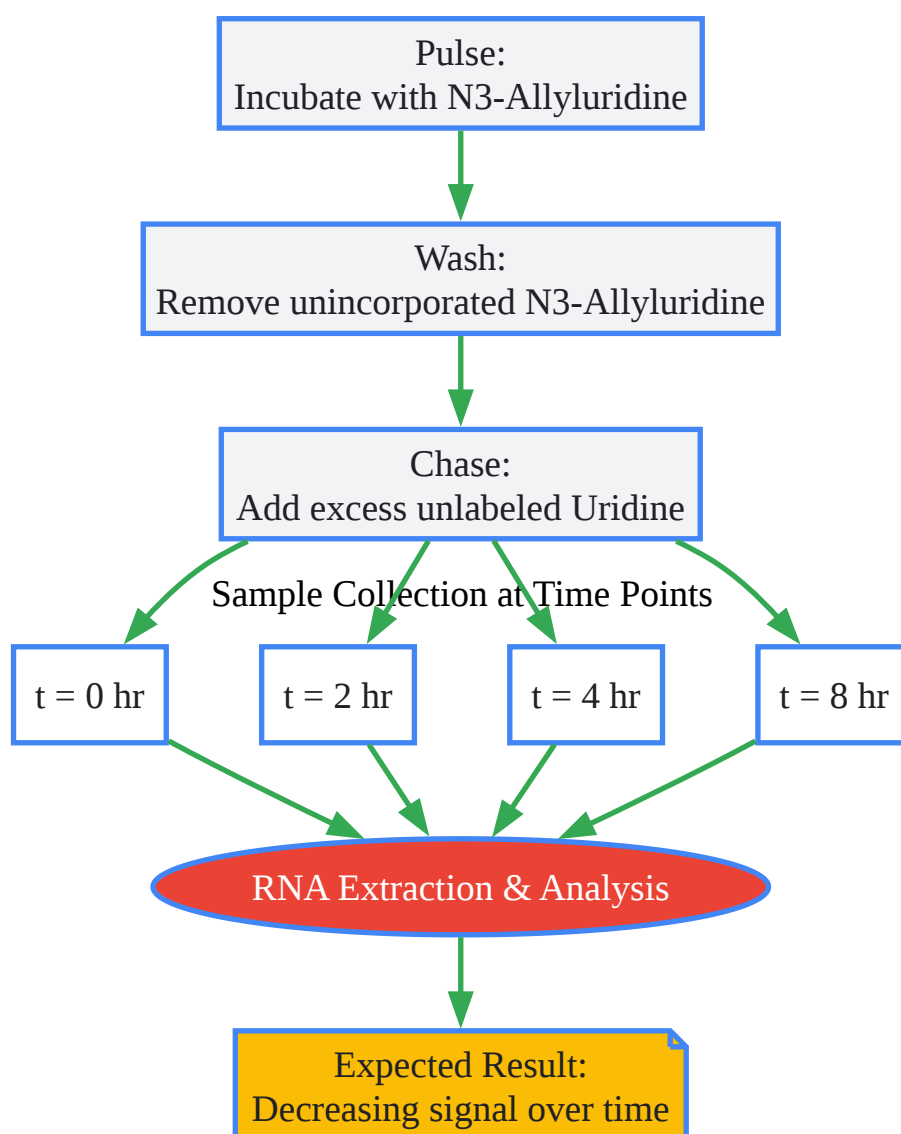 Pulse:
Incubate with N3-Allyluridine
Wash:
Remove unincorporated N3-Allyluridine
Chase:
Add excess unlabeled Uridine
Sample Collection at Time Points
t = 0 hr
t = 2 hr
t = 4 hr
t = 8 hr
RNA Extraction & Analysis
Expected Result:
Decreasing signal over time